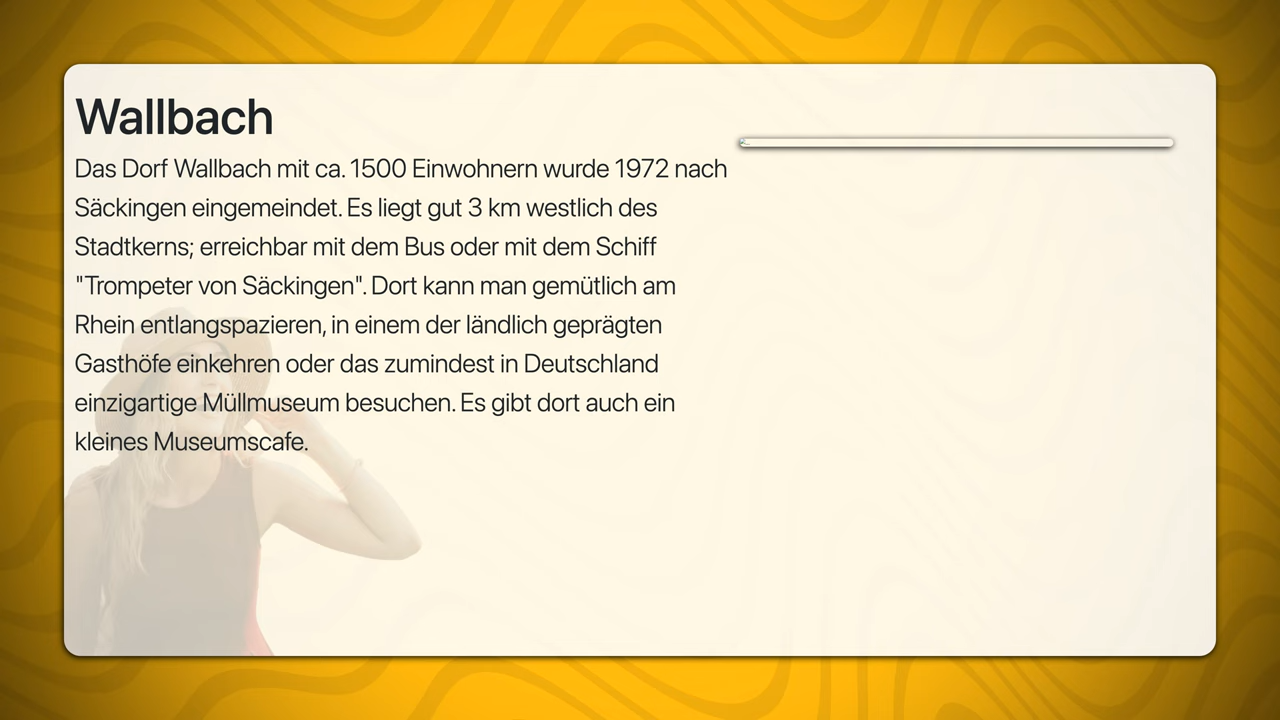 Wallbach
Das Dorf Wallbach mit ca. 1500 Einwohnern wurde 1972 nach
Säckingen eingemeindet. Es liegt gut 3 km westlich des
Stadtkerns; erreichbar mit dem Bus oder mit dem Schiff
"Trompeter von Säckingen". Dort kann man gemütlich am
Rhein entlangspazieren, in einem der ländlich geprägten
Gasthöfe einkehren oder das zumindest in Deutschland
einzigartige Müllmuseum besuchen. Es gibt dort auch ein
kleines Museumscafe.